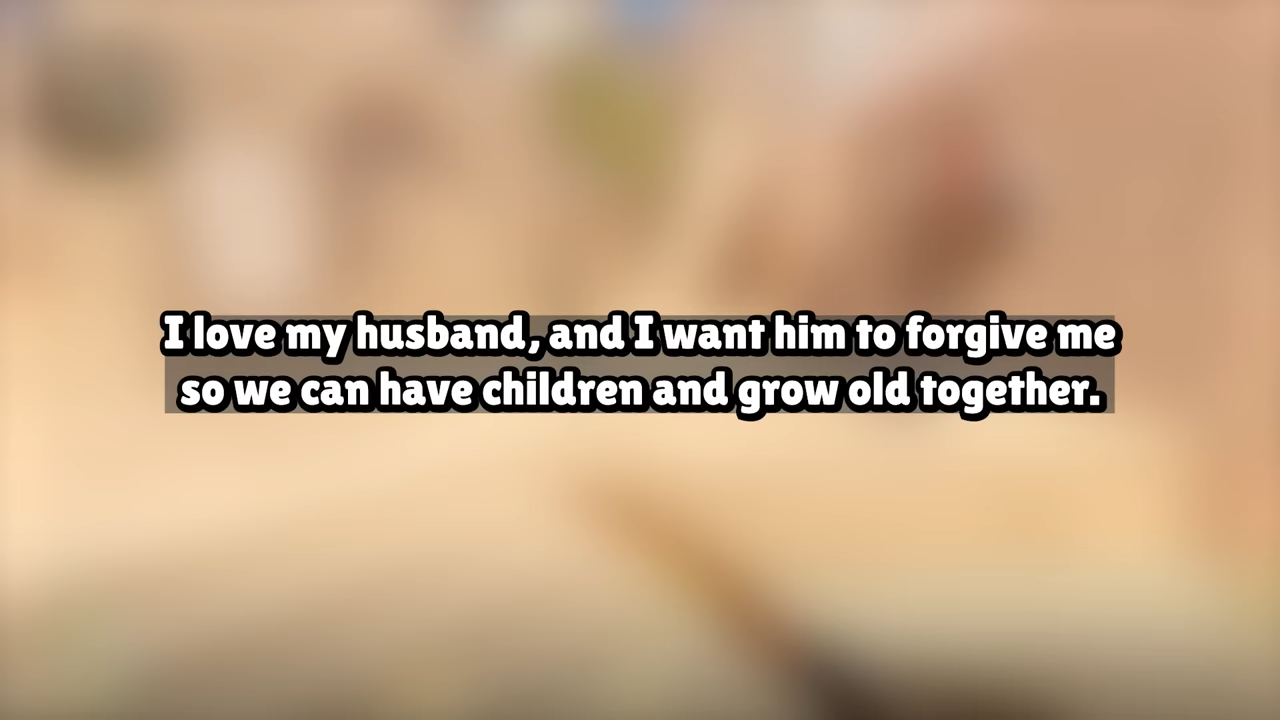 I love my husband, and I want him to forgive me
so we can have children and grow old together.